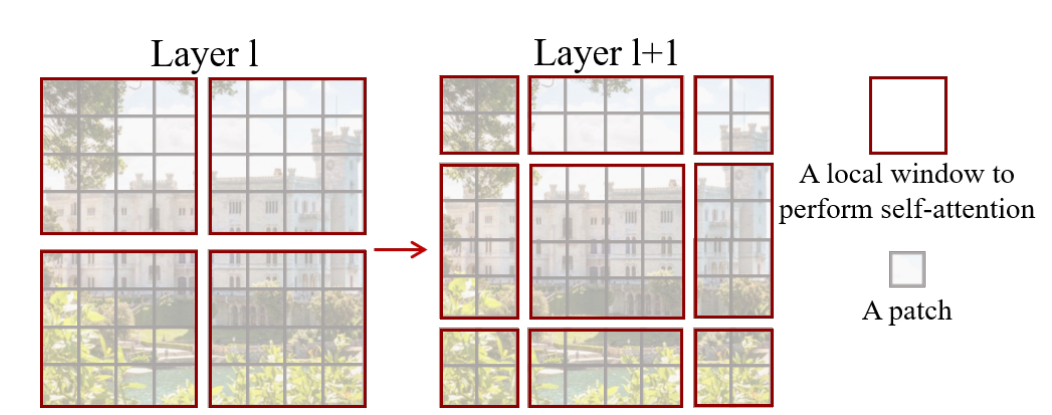 Layer l
Layer l+1
A local window to
perform self-attention
A patch